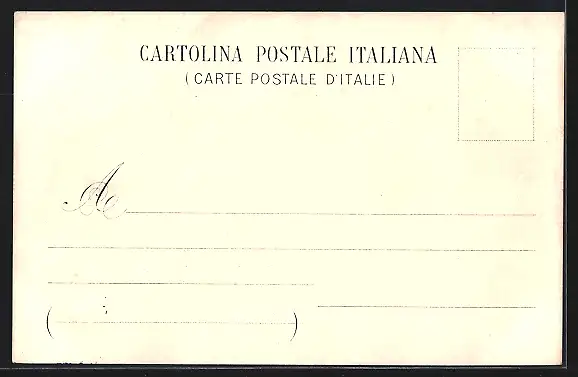 CARTOLINA POSTALE ITALIANA
(CARTE POSTALE D'ITALIE)
A
( )